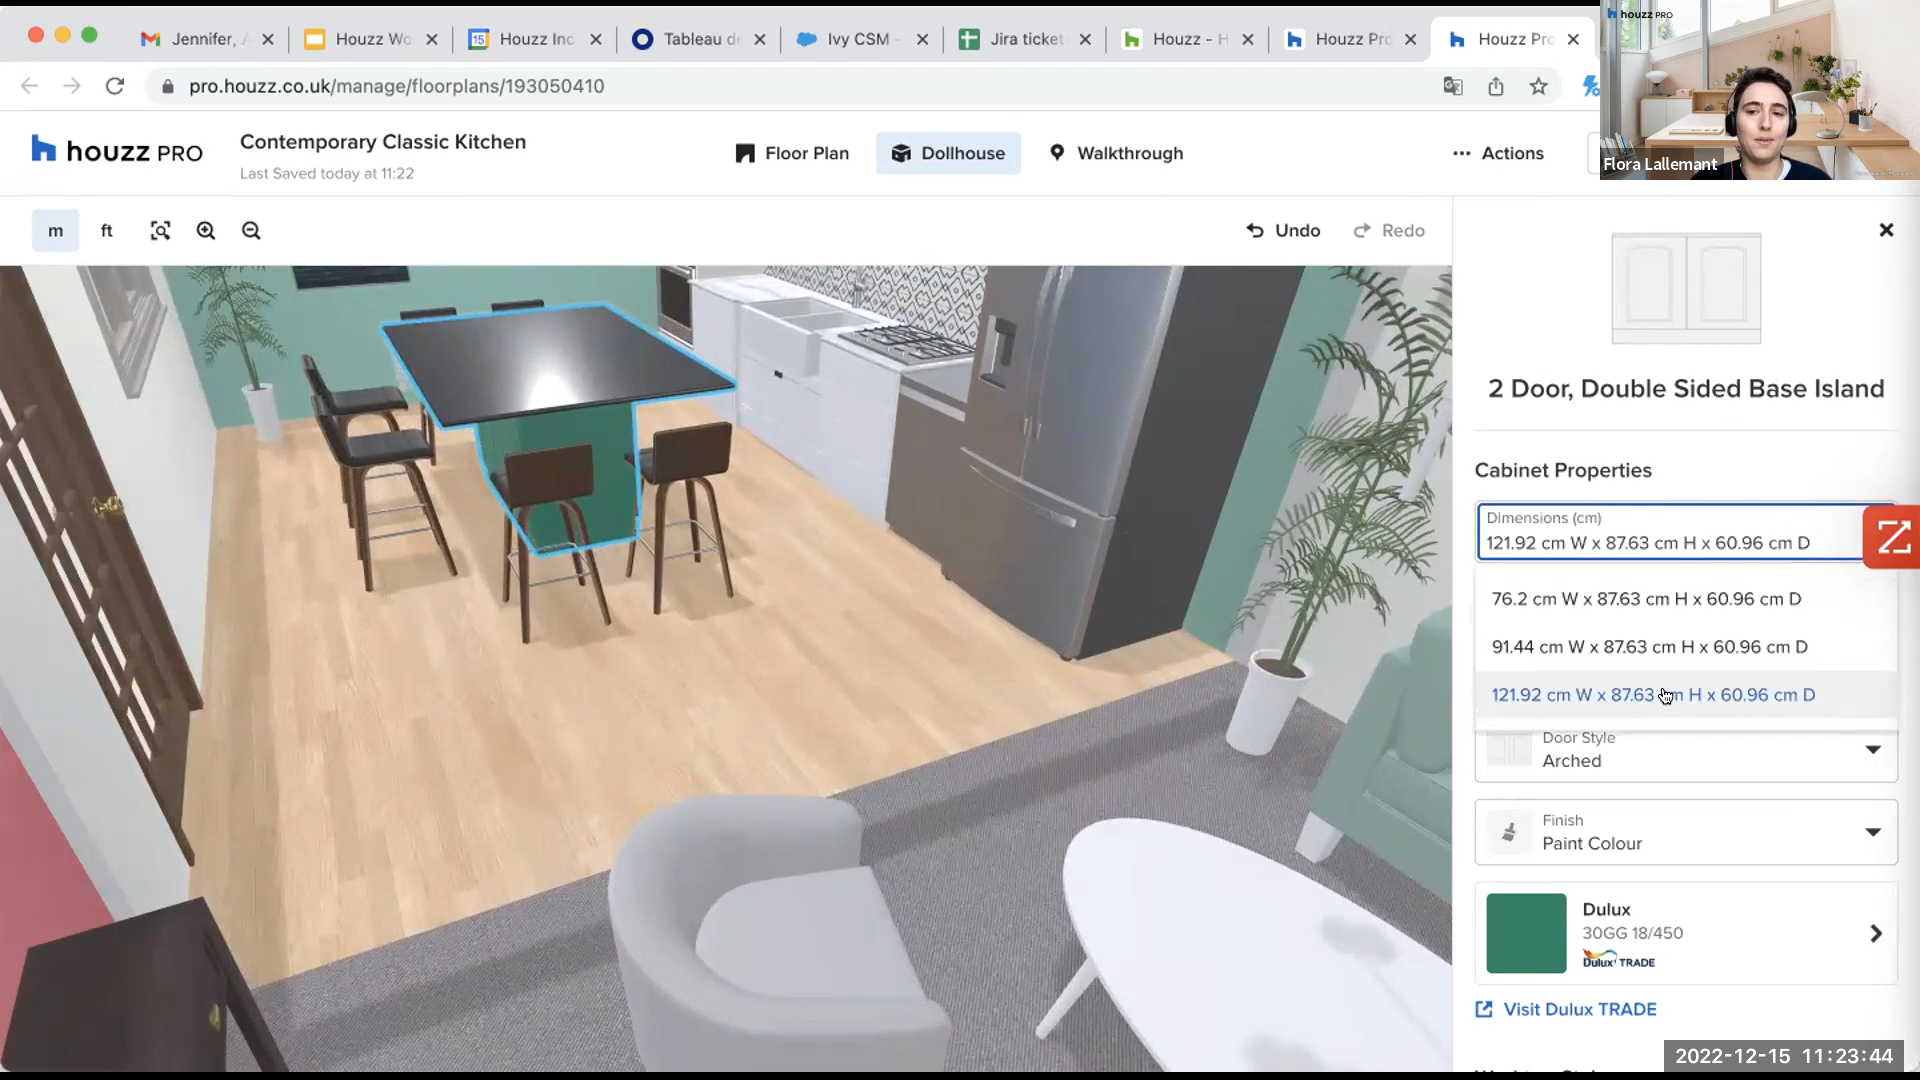 Jennifer, A
Houzz Wo
15
Houzz Inc
Tableau de
Ivy CSM -
Jira ticket
Houzz - H
Houzz Pro
Houzz Pro
pro.houzz.co.uk/manage/floorplans/193050410
houzz PRO
Flora Lallemant
houzz PRO
Contemporary Classic Kitchen
Last Saved today at 11:22
Floor Plan
Dollhouse
Walkthrough
Actions
m
ft
Undo
Redo
2 Door, Double Sided Base Island
Cabinet Properties
Dimensions (cm)
121.92 cm W x 87.63 cm H x 60.96 cm D
76.2 cm W x 87.63 cm H x 60.96 cm D
91.44 cm W x 87.63 cm H x 60.96 cm D
121.92 cm W x 87.63 cm H x 60.96 cm D
Door Style
Arched
Finish
Paint Colour
Dulux
30GG 18/450
Dulux TRADE
Visit Dulux TRADE
2022-12-15 11:23:44